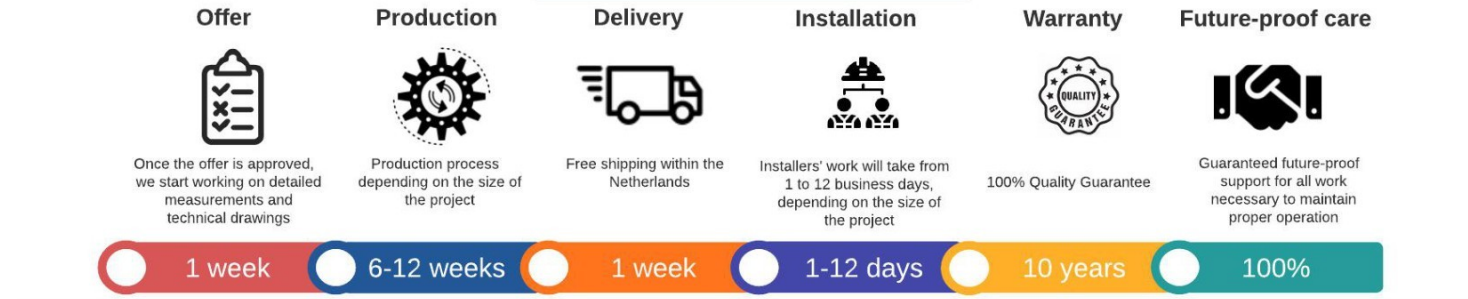 Offer
Production
Delivery
Installation
Warranty
Future-proof care
QUALITY
GUARANTEE
Once the offer is approved,
we start working on detailed
measurements and
technical drawings
Production process
depending on the size of
the project
Free shipping within the
Netherlands
Installers' work will take from
1 to 12 business days,
depending on the size of
the project
100% Quality Guarantee
Guaranteed future-proof
support for all work
necessary to maintain
proper operation
1 week
6-12 weeks
1 week
1-12 days
10 years
100%